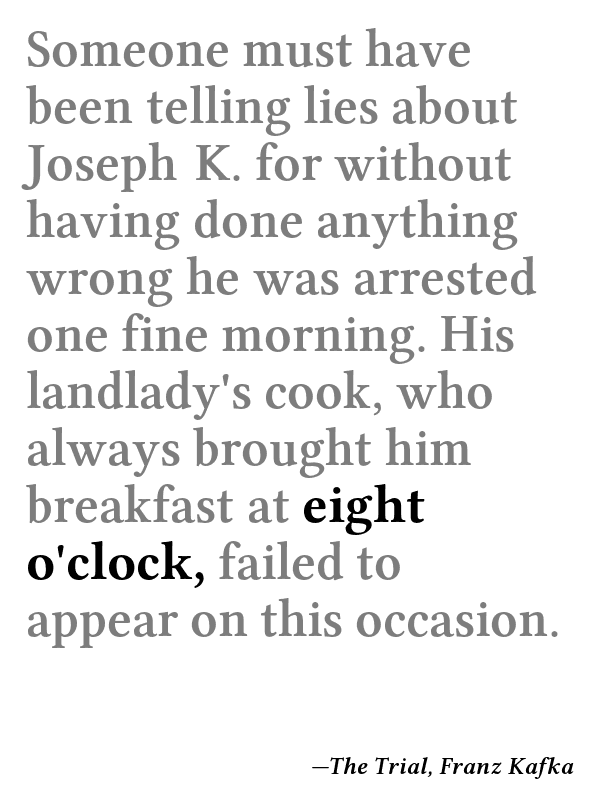 Someone must have
been telling lies about
Joseph K. for without
having done anything
wrong he was arrested
one fine morning. His
landlady's cook, who
always brought him
breakfast at eight
o'clock, failed to
appear on this occasion.
—The Trial, Franz Kafka